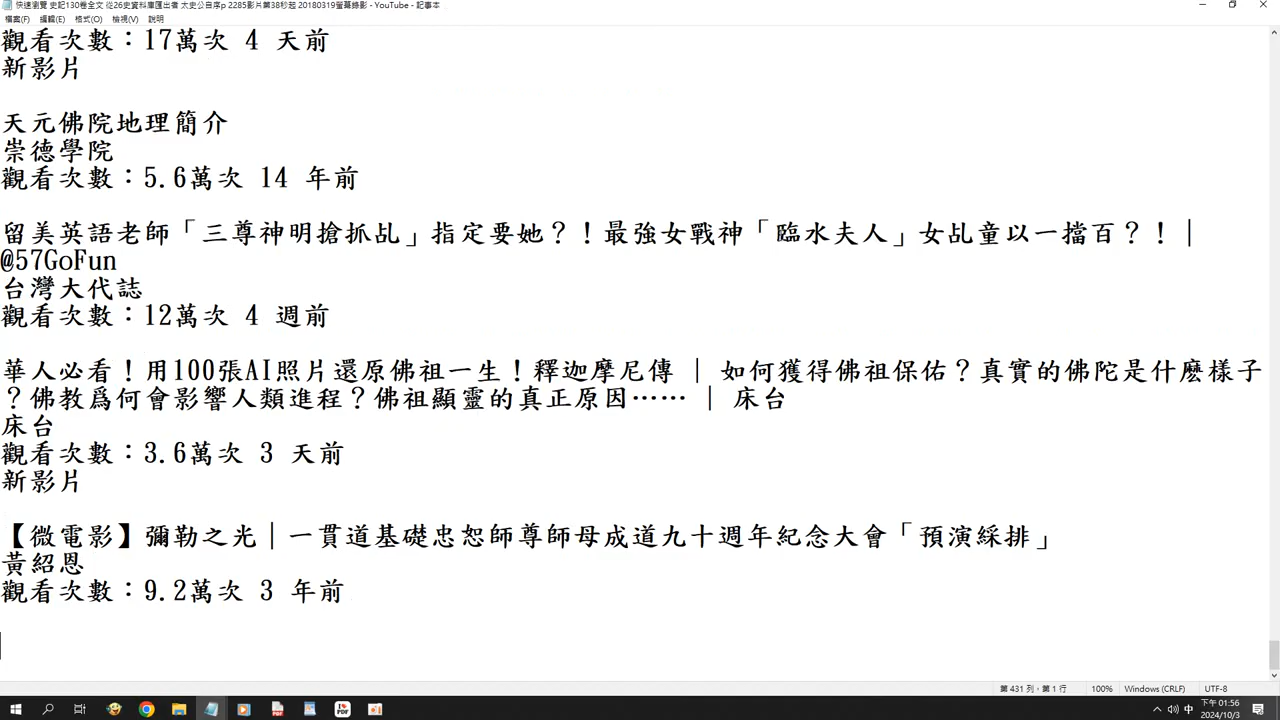 快速瀏覽 史記130卷全文 從26史資料庫匯出者 太史公自序p 2285影片第38秒起 20180319螢幕錄影 - YouTube - 記事本
檔案(F) 編輯(E) 格式(O) 檢視(V) 說明
觀看次數：17萬次 4 天前
新影片
天元佛院地理簡介
崇德學院
觀看次數：5.6萬次 14 年前
留美英語老師「三尊神明搶抓乩」指定要她？！最強女戰神「臨水夫人」女乩童以一擋百？！｜
@57GoFun
台灣大代誌
觀看次數：12萬次 4 週前
華人必看！用100張AI照片還原佛祖一生！釋迦摩尼傳 | 如何獲得佛祖保佑？真實的佛陀是什麼樣子
？佛教爲何會影響人類進程？佛祖顯靈的真正原因…… | 床台
床台
觀看次數：3.6萬次 3 天前
新影片
【微電影】彌勒之光｜一貫道基礎忠恕師尊師母成道九十週年紀念大會「預演綵排」
黃紹恩
觀看次數：9.2萬次 3 年前
第 431 列，第 1 行 100% Windows (CRLF) UTF-8
中 下午 01:56
2024/10/3